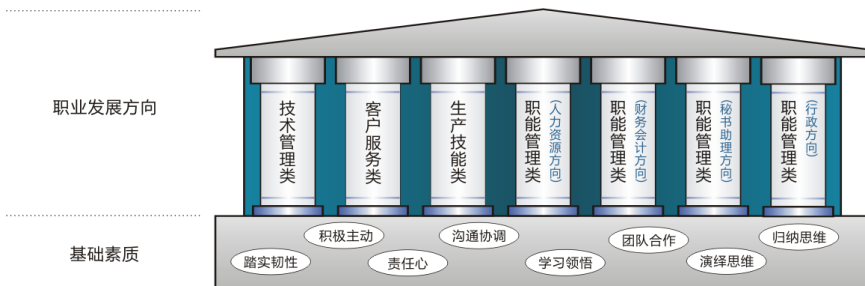 职业发展方向
技术管理类
客户服务类
生产技能类
职能管理类
(人力资源方向)
职能管理类
(财务会计方向)
职能管理类
(秘书助理方向)
职能管理类
(行政方向)
基础素质
踏实韧性
积极主动
责任心
沟通协调
学习领悟
团队合作
演绎思维
归纳思维